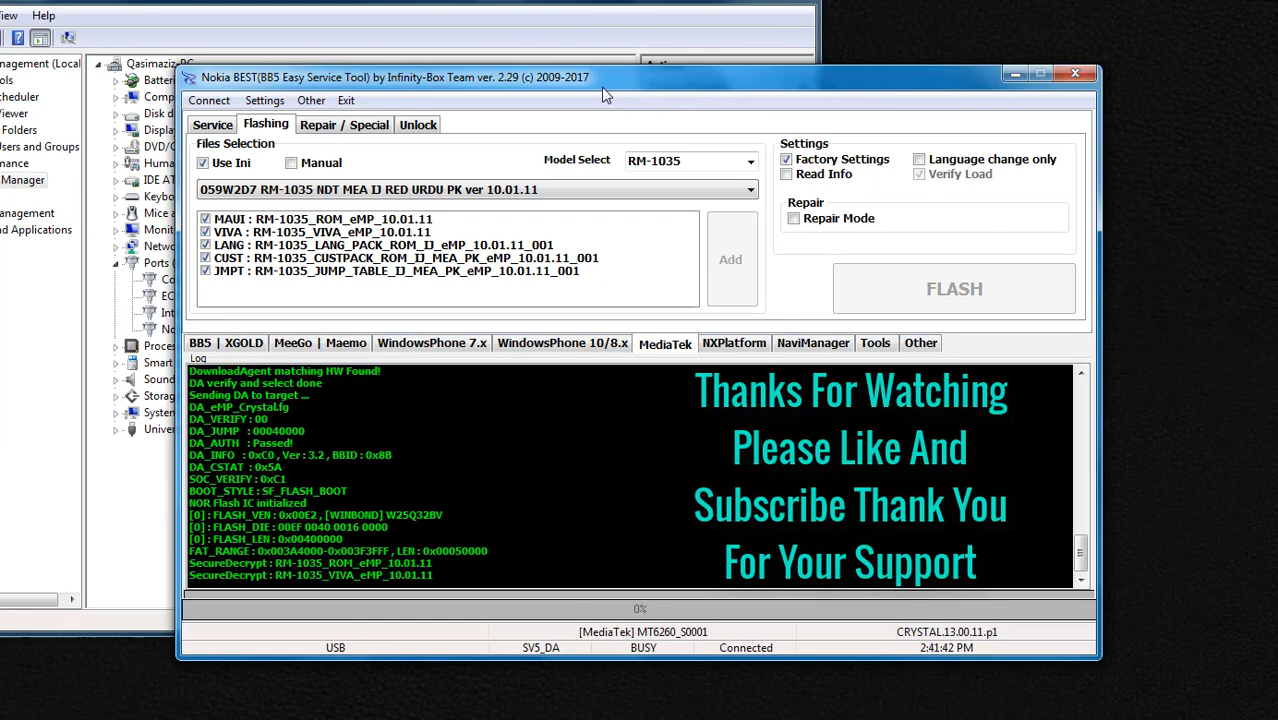 View
Help
nagement (Local
ools
cheduler
Viewer
Folders
Users and Groups
mance
Manager
nagement
and Applications
Qasimaziz-PC
Batteri
Comp
Disk d
Display
DVD/C
Human
IDE AT
Keybo
Mice a
Monit
Netwo
Ports (
Co
EC
Int
No
Proces
Smart
Sound
Storag
System
Univer
Nokia BEST(BB5 Easy Service Tool) by Infinity-Box Team ver. 2.29 (c) 2009-2017
Connect Settings Other Exit
Service Flashing Repair / Special Unlock
Files Selection
Use Ini Manual Model Select RM-1035
059W2D7 RM-1035 NDT MEA IJ RED URDU PK ver 10.01.11
MAUI : RM-1035_ROM_eMP_10.01.11
VIVA : RM-1035_VIVA_eMP_10.01.11
LANG : RM-1035_LANG_PACK_ROM_IJ_eMP_10.01.11_001
CUST : RM-1035_CUSTPACK_ROM_IJ_MEA_PK_eMP_10.01.11_001
JMPT : RM-1035_JUMP_TABLE_IJ_MEA_PK_eMP_10.01.11_001
Add
Settings
Factory Settings Language change only
Read Info Verify Load
Repair
Repair Mode
FLASH
BB5 | XGOLD MeeGo | Maemo WindowsPhone 7.x WindowsPhone 10/8.x MediaTek NXPlatform NaviManager Tools Other
Log
DownloadAgent matching HW Found!
DA verify and select done
Sending DA to target ...
DA_eMP_Crystal.fg
DA_VERIFY : 00
DA_JUMP : 00040000
DA_AUTH : Passed!
DA_INFO : 0xC0 , Ver : 3.2 , BBID : 0x8B
DA_CSTAT : 0x5A
SOC_VERIFY : 0xC1
BOOT_STYLE : SF_FLASH_BOOT
NOR Flash IC initialized
[0] : FLASH_VEN : 0x00E2 , [WINBOND] W25Q32BV
[0] : FLASH_DIE : 00EF 0040 0016 0000
[0] : FLASH_LEN : 0x00400000
FAT_RANGE : 0x003A4000-0x003F3FFF , LEN : 0x00050000
SecureDecrypt : RM-1035_ROM_eMP_10.01.11
SecureDecrypt : RM-1035_VIVA_eMP_10.01.11
Thanks For Watching
Please Like And
Subscribe Thank You
For Your Support
0%
[MediaTek] MT6260_S0001 CRYSTAL.13.00.11.p1
USB SV5_DA BUSY Connected 2:41:42 PM